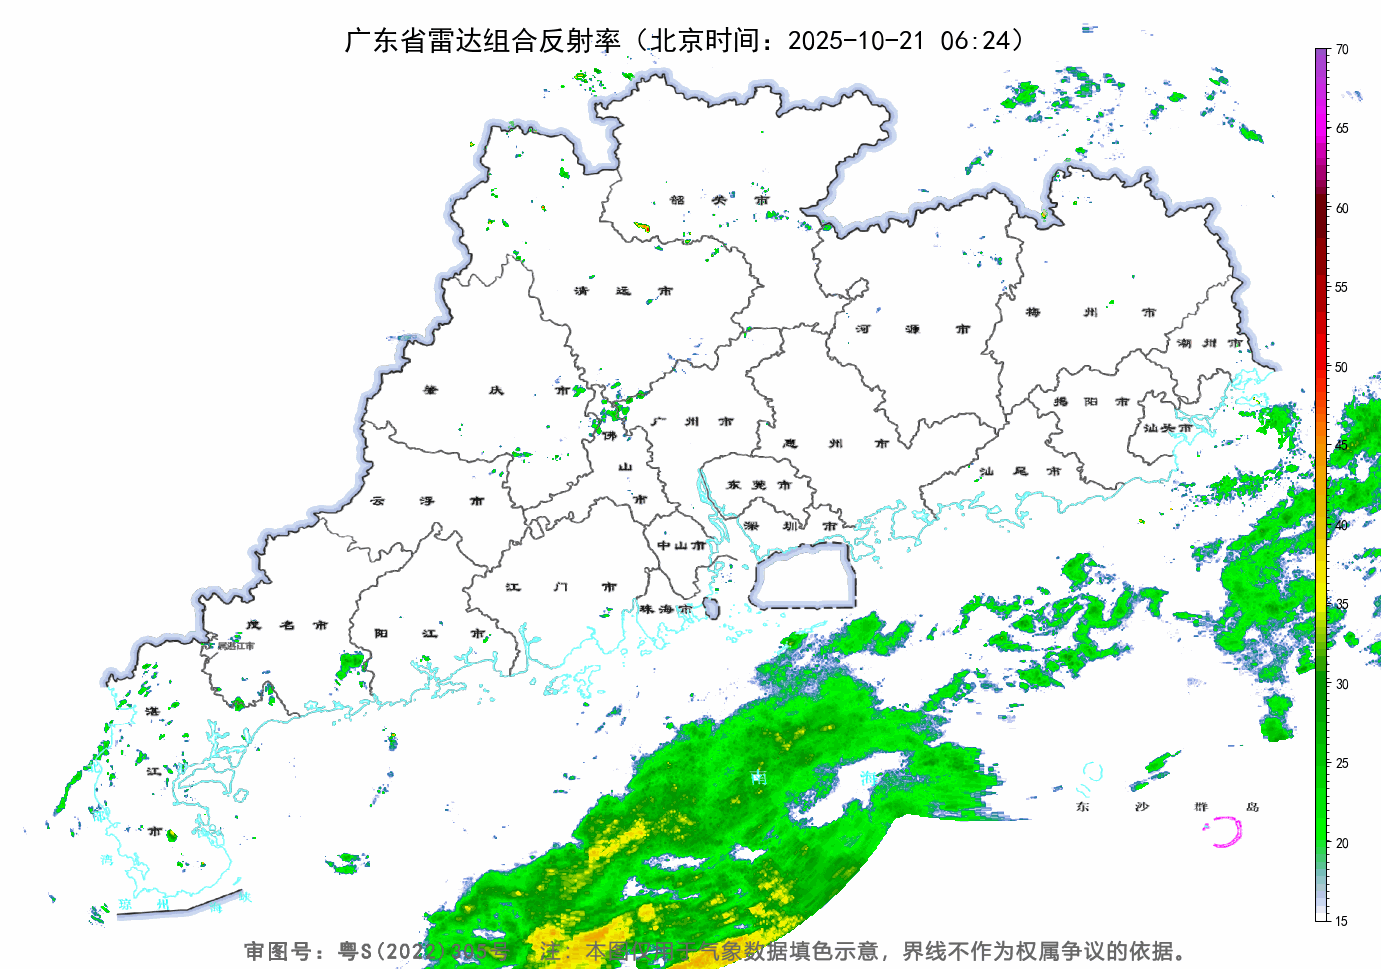 广东省雷达组合反射率（北京时间：2025-10-21 06:24）
70
65
60
55
50
45
40
35
30
25
20
15
韶 关 市
清 远 市
河 源 市
梅 州 市
潮 州 市
肇 庆 市
揭 阳 市
汕头市
广 州 市
惠 州 市
佛 山 市
汕 尾 市
东 莞 市
云 浮 市
深 圳 市
中山市
江 门 市
珠海市
茂 名 市
阳 江 市
属湛江市
湛 江 市
南 海
东 沙 群 岛
湾
琼 州 海 峡
审图号：粤S(2022)305号 注：本图仅用于气象数据填色示意，界线不作为权属争议的依据。